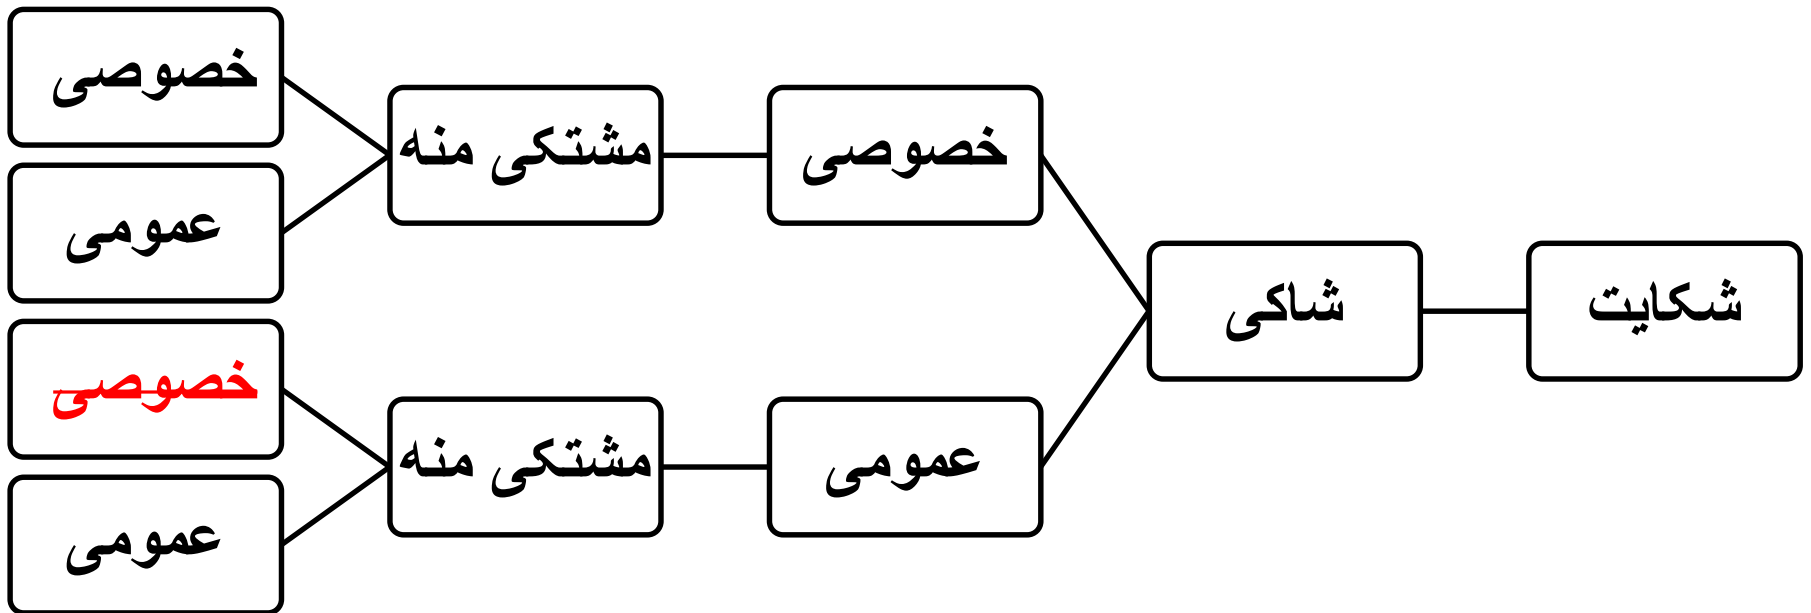 شکایت
شاکی
خصوصی
مشتکی منه
خصوصی
عمومی
عمومی
مشتکی منه
خصوصی
عمومی